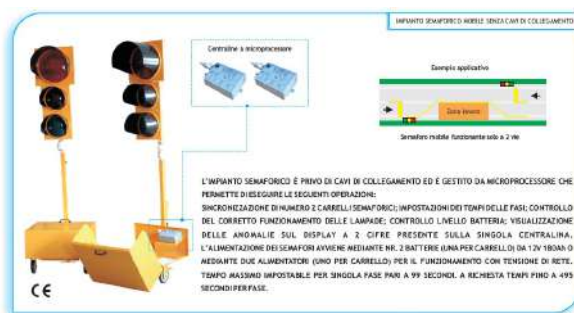 IMPIANTO SEMAFORICO MOBILE SENZA CAVI DI COLLEGAMENTO
Centraline a microprocessore
Esempio applicativo
Zona lavoro
Semaforo mobile funzionante solo a 2 vie
L'IMPIANTO SEMAFORICO È PRIVO DI CAVI DI COLLEGAMENTO ED È GESTITO DA MICROPROCESSORE CHE
PERMETTE DI ESEGUIRE LE SEGUENTI OPERAZIONI:
SINCRONIZZAZIONE DI NUMERO 2 CARRELLI SEMAFORICI; IMPOSTAZIONI DEI TEMPI DELLE FASI; CONTROLLO
DEL CORRETTO FUNZIONAMENTO DELLE LAMPADE; CONTROLLO LIVELLO BATTERIA; VISUALIZZAZIONE
DELLE ANOMALIE SUL DISPLAY A 2 CIFRE PRESENTE SULLA SINGOLA CENTRALINA.
L'ALIMENTAZIONE DEI SEMAFORI AVVIENE MEDIANTE NR. 2 BATTERIE (UNA PER CARRELLO) DA 12V 180AH O
MEDIANTE DUE ALIMENTATORI (UNO PER CARRELLO) PER IL FUNZIONAMENTO CON TENSIONE DI RETE.
TEMPO MASSIMO IMPOSTABILE PER SINGOLA FASE PARI A 99 SECONDI. A RICHIESTA TEMPI FINO A 495
SECONDI PER FASE.
CE